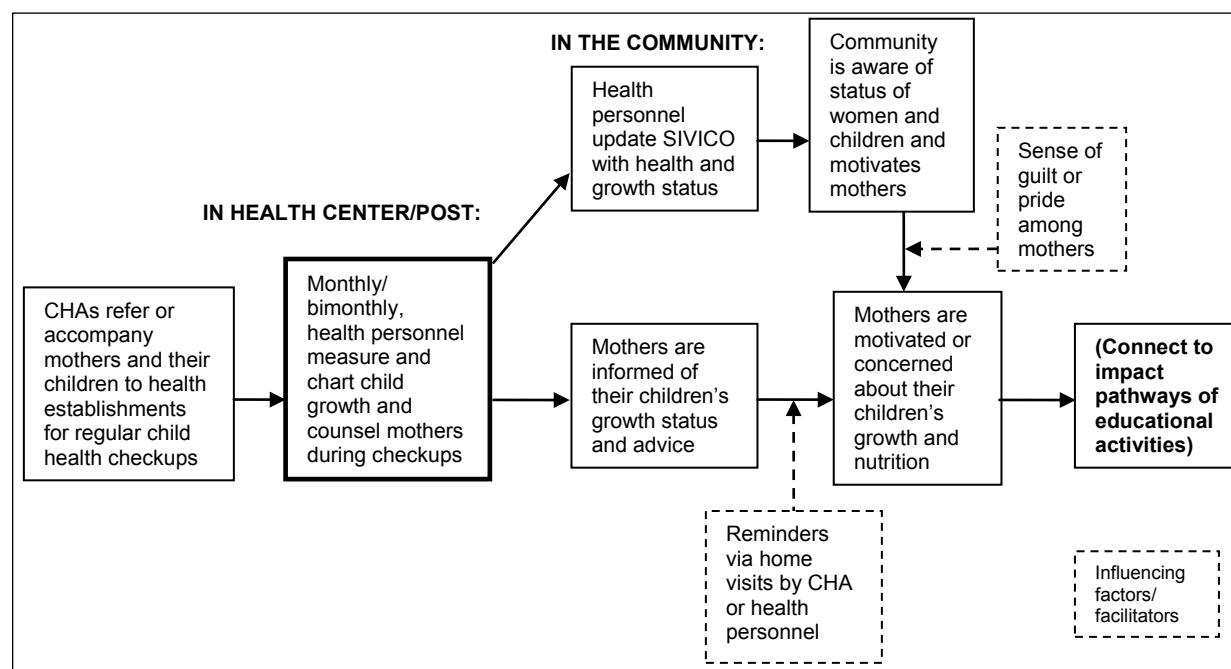 IN THE COMMUNITY:
Community
is aware of
status of
women and
children and
motivates
mothers
Health
personnel
update SIVICO
with health and
growth status
Sense of
guilt or
pride
among
mothers
IN HEALTH CENTER/POST:
CHAs refer or
accompany
mothers and their
children to health
establishments
for regular child
health checkups
Monthly/
bimonthly,
health personnel
measure and
chart child
growth and
counsel mothers
during checkups
Mothers are
informed of
their children’s
growth status
and advice
Mothers are
motivated or
concerned
about their
children’s
growth and
nutrition
(Connect to
impact
pathways of
educational
activities)
Reminders
via home
visits by CHA
or health
personnel
Influencing
factors/
facilitators